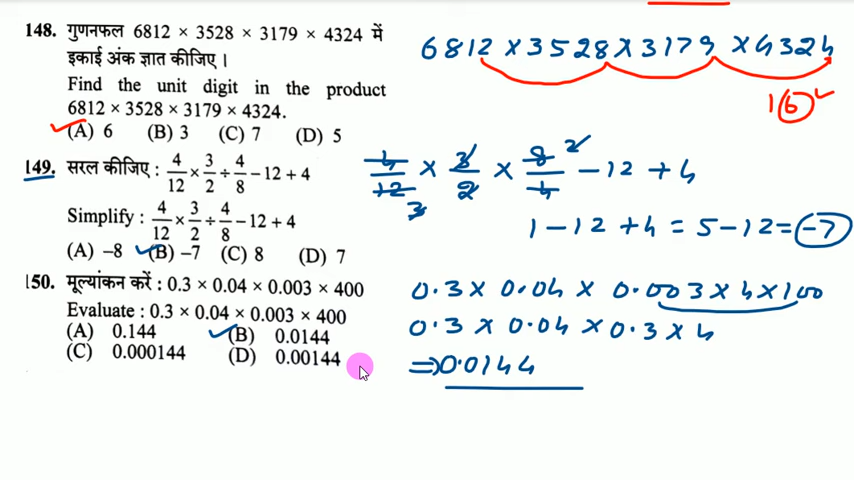 148. गुणनफल 6812 × 3528 × 3179 × 4324 में
इकाई अंक ज्ञात कीजिए।
Find the unit digit in the product
6812 × 3528 × 3179 × 4324.
(A) 6 (B) 3 (C) 7 (D) 5
149. सरल कीजिए : 4/12 × 3/2 ÷ 4/8 − 12 + 4
Simplify : 4/12 × 3/2 ÷ 4/8 − 12 + 4
(A) −8 (B) −7 (C) 8 (D) 7
150. मूल्यांकन करें : 0.3 × 0.04 × 0.003 × 400
Evaluate : 0.3 × 0.04 × 0.003 × 400
(A) 0.144 (B) 0.0144
(C) 0.000144 (D) 0.00144
6812 × 3528 × 3179 × 4324
16
4/12 × 3/2 × 8/4 − 12 + 4
2
3
1 − 12 + 4 = 5 − 12 = −7
0.3 × 0.04 × 0.003 × 4 × 100
0.3 × 0.04 × 0.3 × 4
⇒ 0.0144